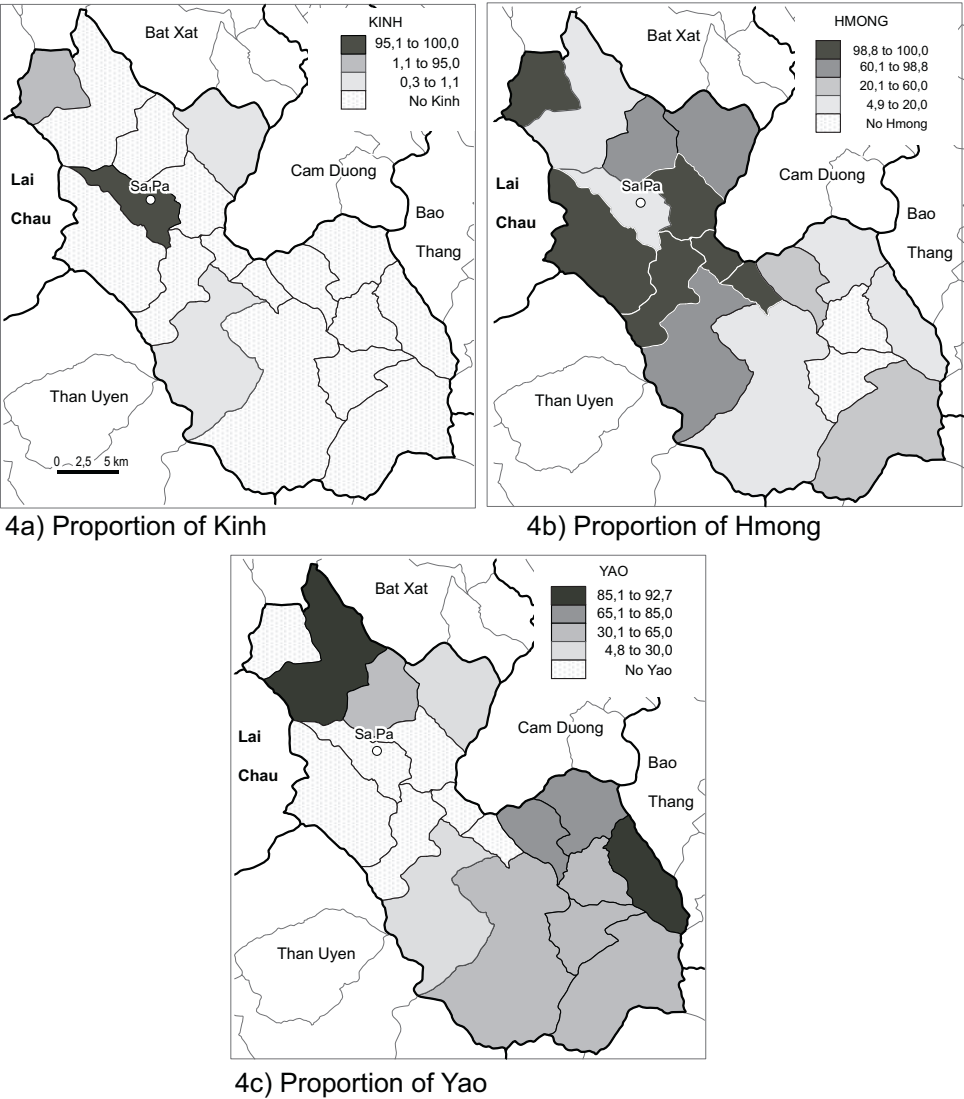 KINH
95,1 to 100,0
1,1 to 95,0
0,3 to 1,1
No Kinh
Bat Xat
Cam Duong
Lai
Chau
Sa Pa
Bao
Thang
Than Uyen
0 2,5 5 km
4a) Proportion of Kinh
HMONG
98,8 to 100,0
60,1 to 98,8
20,1 to 60,0
4,9 to 20,0
No Hmong
Bat Xat
Cam Duong
Lai
Chau
Sa Pa
Bao
Thang
Than Uyen
4b) Proportion of Hmong
YAO
85,1 to 92,7
65,1 to 85,0
30,1 to 65,0
4,8 to 30,0
No Yao
Bat Xat
Cam Duong
Lai
Chau
Sa Pa
Bao
Thang
Than Uyen
4c) Proportion of Yao